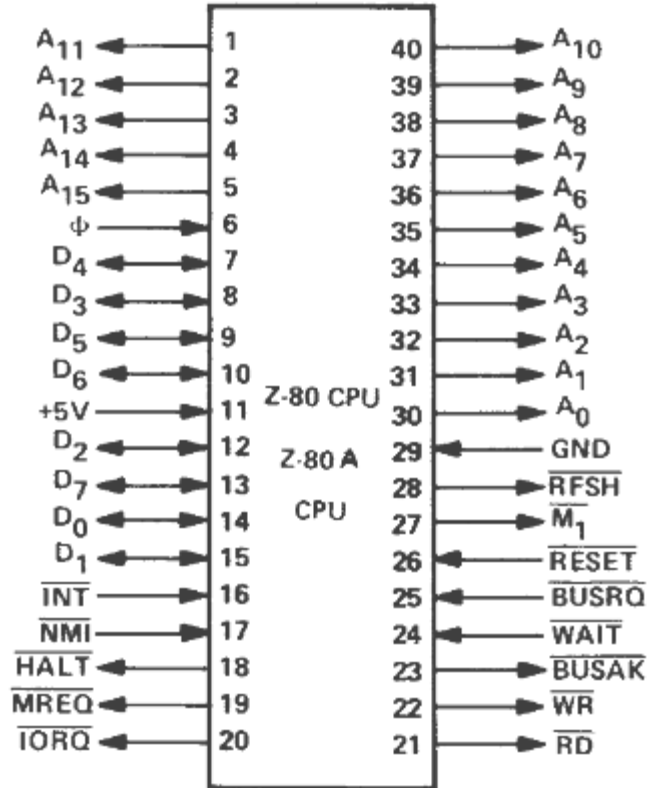 A11 1 40 A10
A12 2 39 A9
A13 3 38 A8
A14 4 37 A7
A15 5 36 A6
ϕ 6 35 A5
D4 7 34 A4
D3 8 33 A3
D5 9 32 A2
D6 10 31 A1
Z-80 CPU
+5V 11 30 A0
D2 12 29 GND
Z-80 A
D7 13 28 RFSH
CPU
D0 14 27 M1
D1 15 26 RESET
INT 16 25 BUSRQ
NMI 17 24 WAIT
HALT 18 23 BUSAK
MREQ 19 22 WR
IORQ 20 21 RD